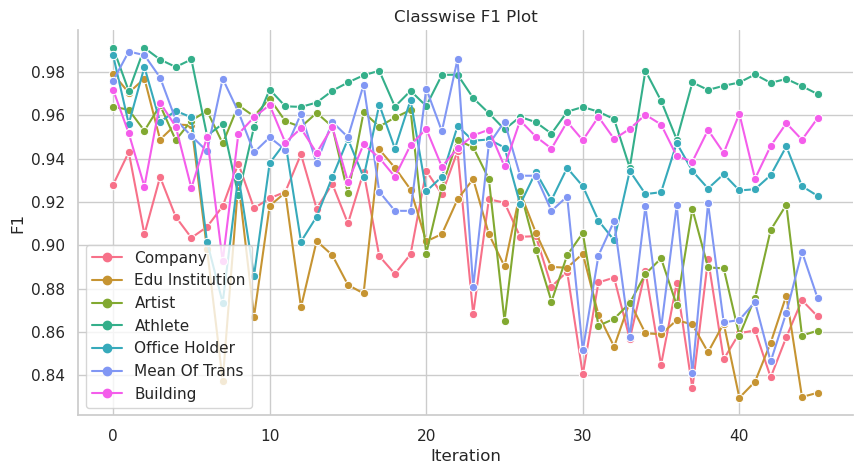 Classwise F1 Plot
F1
0.98
0.96
0.94
0.92
0.90
0.88
0.86
0.84
Company
Edu Institution
Artist
Athlete
Office Holder
Mean Of Trans
Building
0 10 20 30 40
Iteration